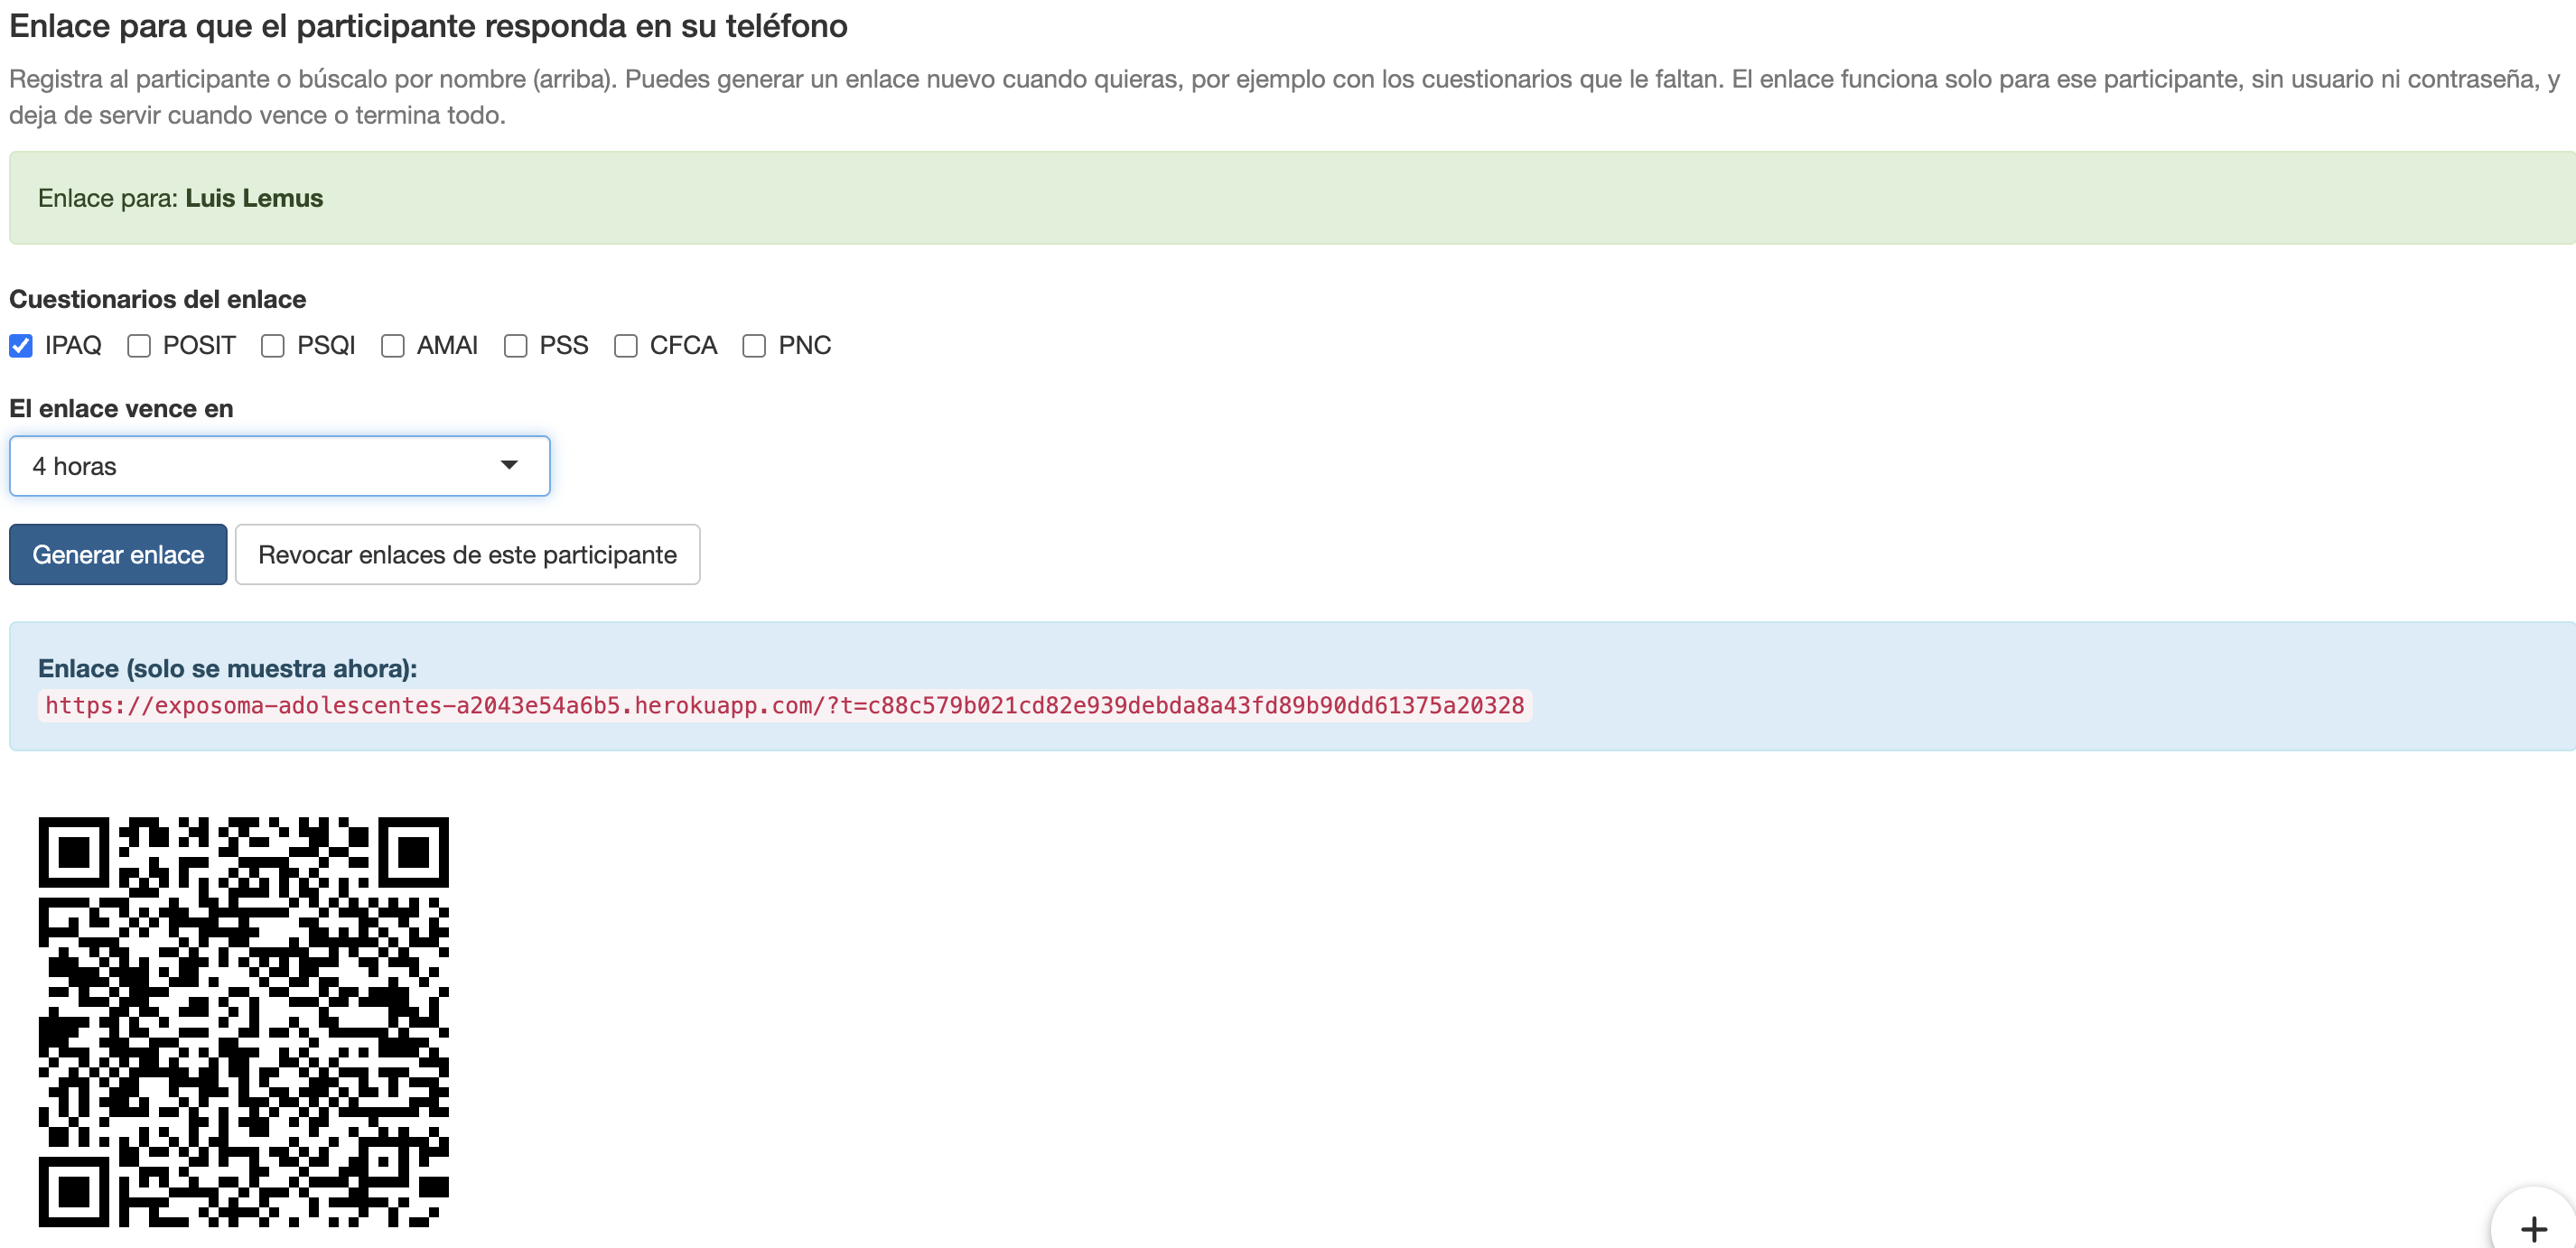 Enlace para que el participante responda en su teléfono
Registra al participante o búscalo por nombre (arriba). Puedes generar un enlace nuevo cuando quieras, por ejemplo con los cuestionarios que le faltan. El enlace funciona solo para ese participante, sin usuario ni contraseña, y
deja de servir cuando vence o termina todo.
Enlace para: Luis Lemus
Cuestionarios del enlace
IPAQ POSIT PSQI AMAI PSS CFCA PNC
El enlace vence en
4 horas
Generar enlace Revocar enlaces de este participante
Enlace (solo se muestra ahora):
https://exposoma-adolescentes-a2043e54a6b5.herokuapp.com/?t=c88c579b021cd82e939debda8a43fd89b90dd61375a20328
+